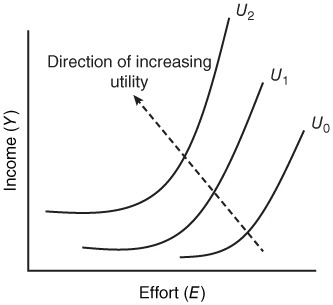 U2
Direction of increasing
utility
U1
U0
Income (Y)
Effort (E)